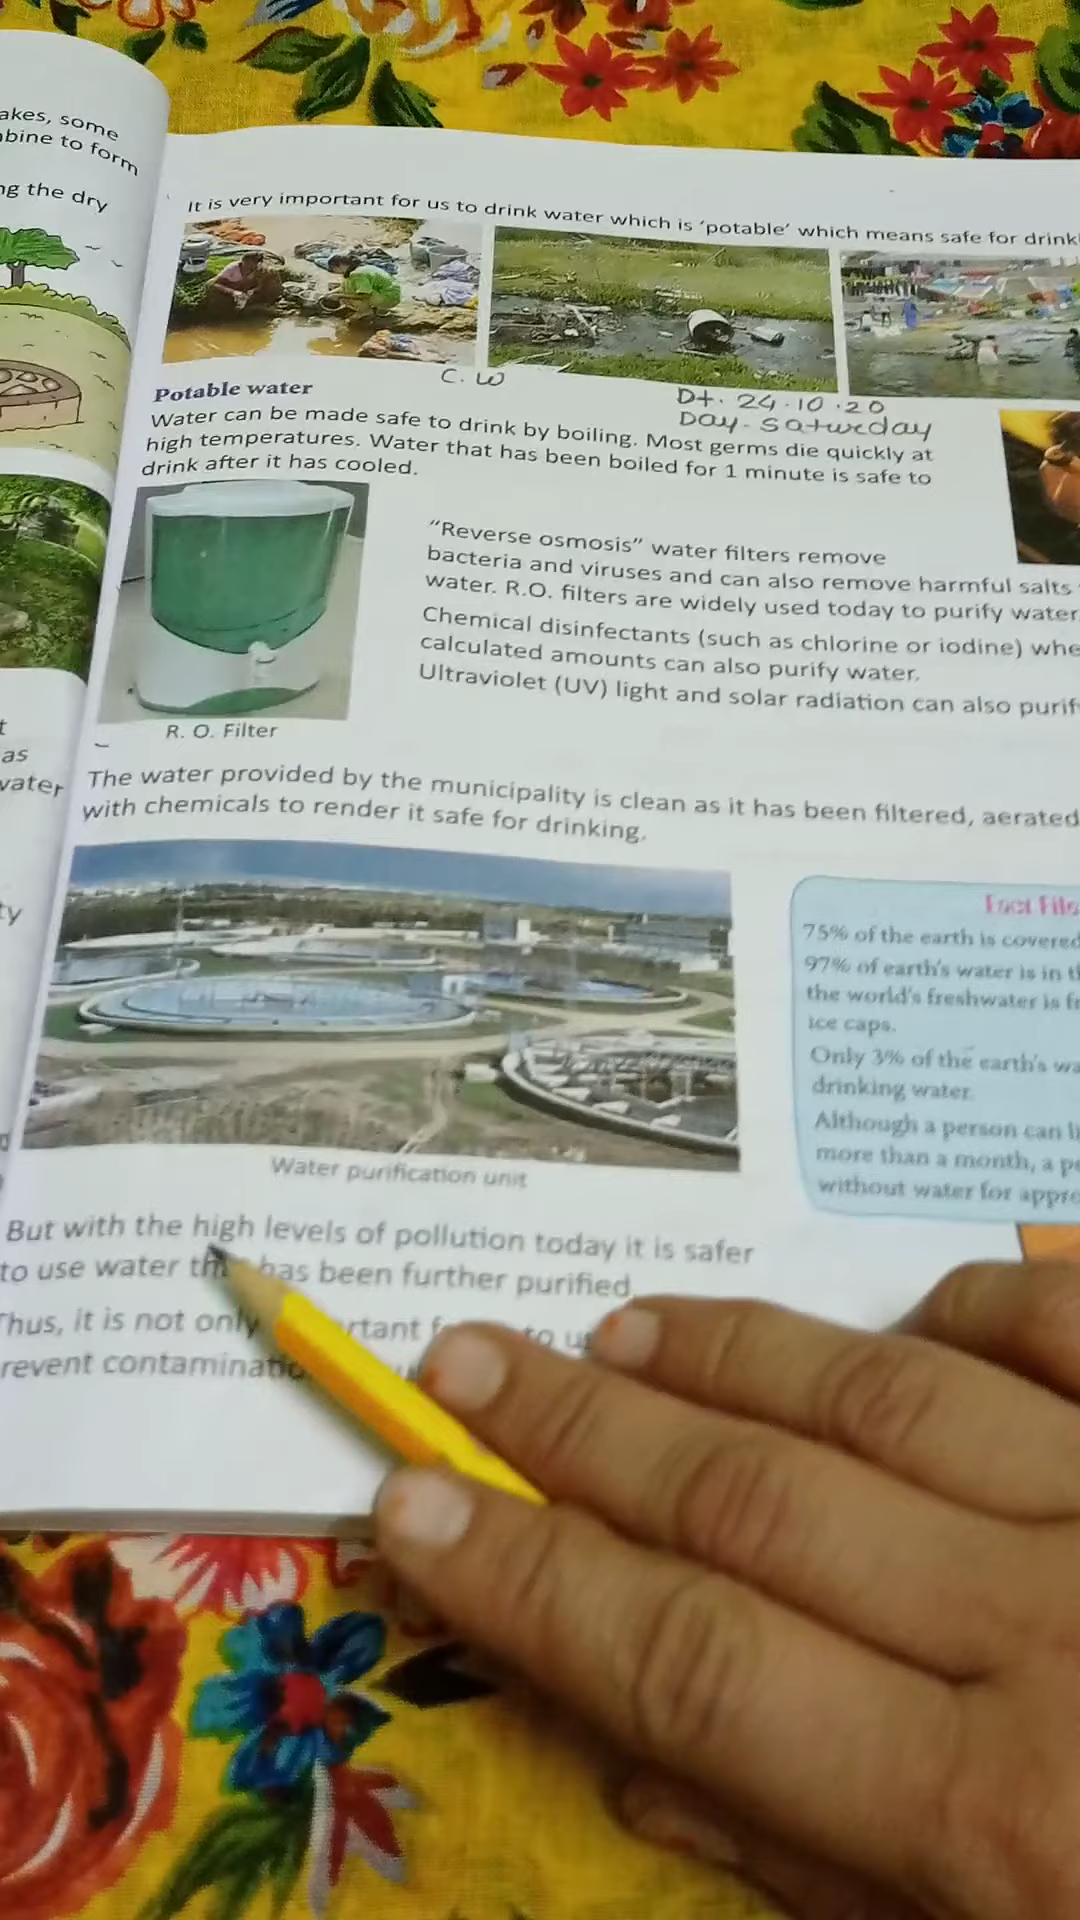 akes, some
bine to form
ng the dry
It is very important for us to drink water which is ‘potable’ which means safe for drink
C. W
Dt. 24.10.20
Day. Saturday
Potable water
Water can be made safe to drink by boiling. Most germs die quickly at
high temperatures. Water that has been boiled for 1 minute is safe to
drink after it has cooled.
“Reverse osmosis” water filters remove
bacteria and viruses and can also remove harmful salts
water. R.O. filters are widely used today to purify water
Chemical disinfectants (such as chlorine or iodine) whe
calculated amounts can also purify water.
Ultraviolet (UV) light and solar radiation can also purif
R. O. Filter
t
as
water
The water provided by the municipality is clean as it has been filtered, aerated
with chemicals to render it safe for drinking.
ty
Fact File
75% of the earth is covered
97% of earth's water is in t
the world's freshwater is f
ice caps.
Only 3% of the earth's wa
drinking water.
Although a person can li
more than a month, a pe
without water for appro
Water purification unit
But with the high levels of pollution today it is safer
to use water has been further purified.
Thus, it is not only to
revent